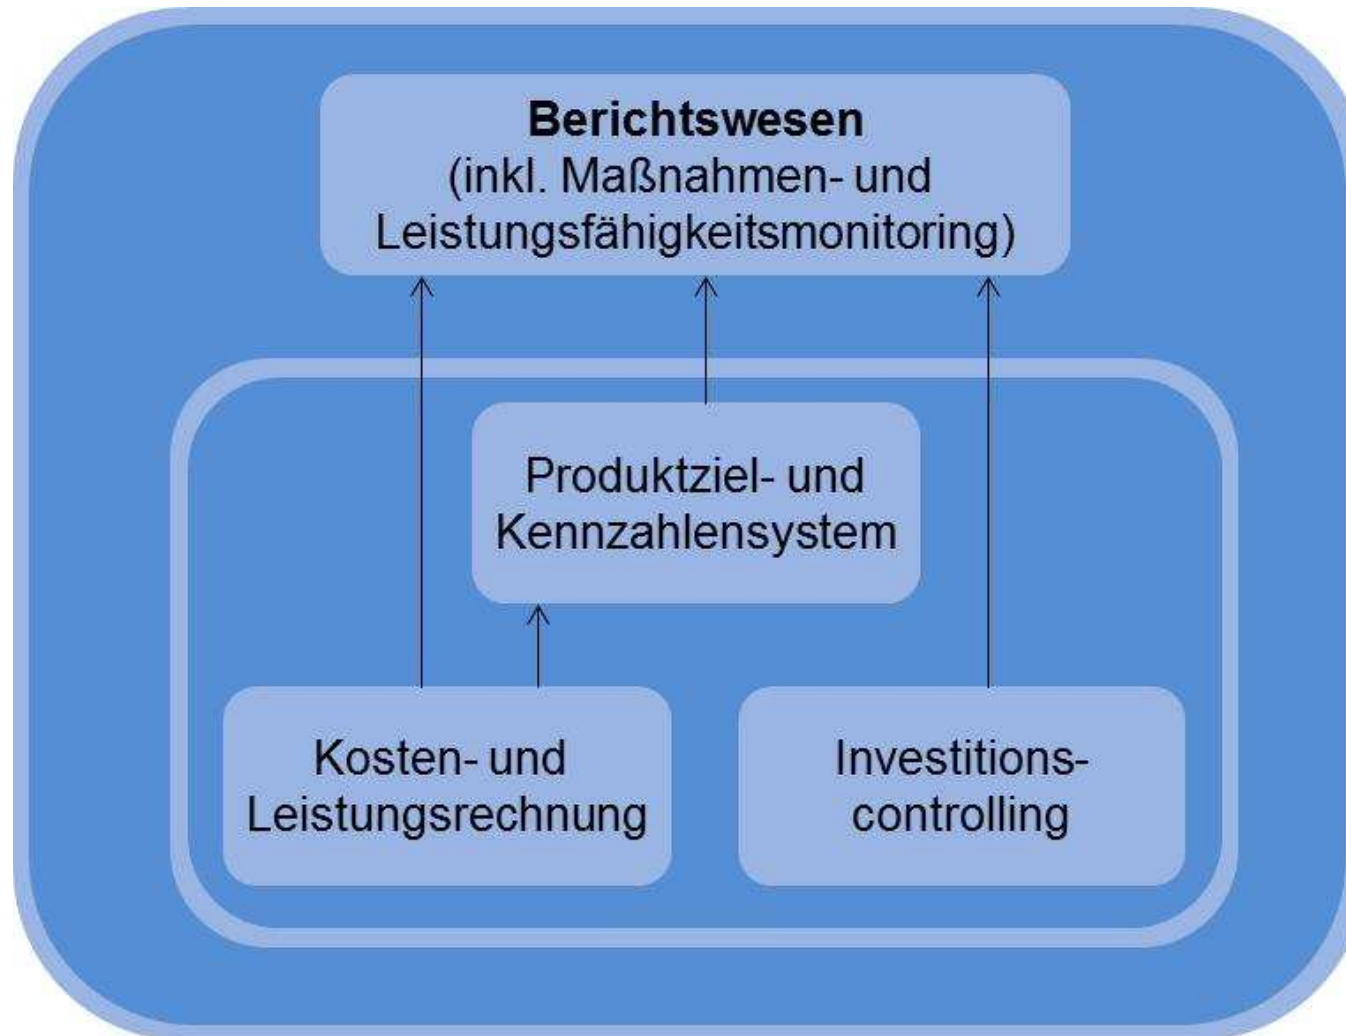 Berichtswesen
(inkl. Maßnahmen- und
Leistungsfähigkeitsmonitoring)
Produktziel- und
Kennzahlensystem
Kosten- und
Leistungsrechnung
Investitions-
controlling